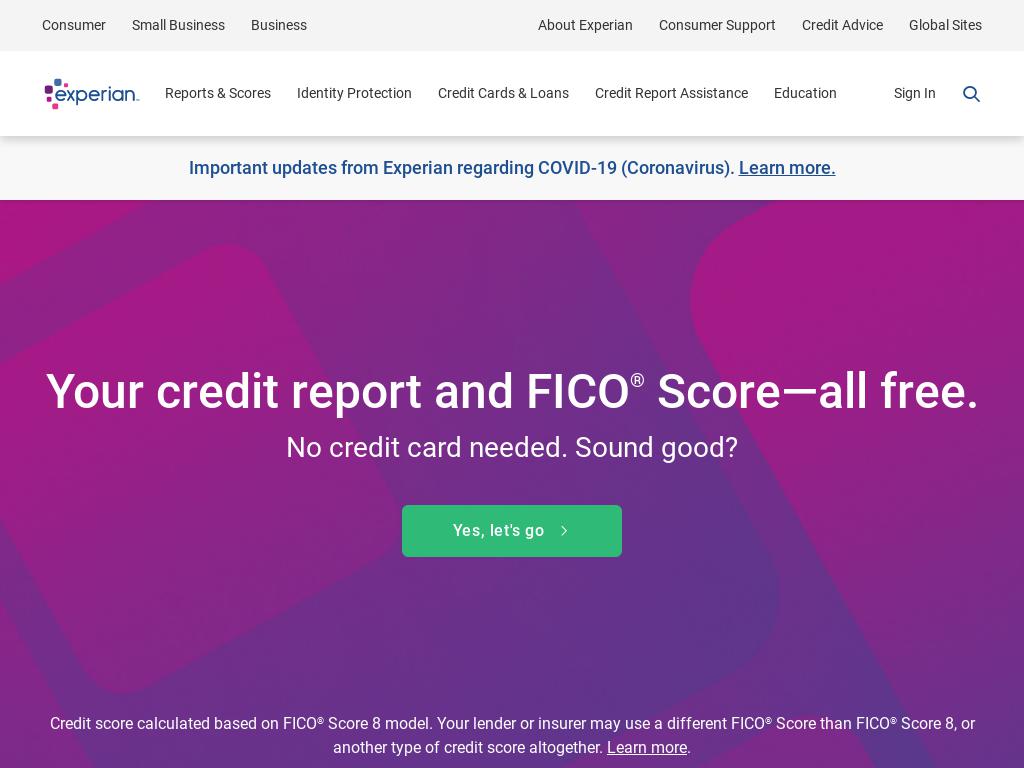 Consumer Small Business Business About Experian Consumer Support Credit Advice Global Sites
experian Reports & Scores Identity Protection Credit Cards & Loans Credit Report Assistance Education Sign In
Important updates from Experian regarding COVID-19 (Coronavirus). Learn more.
Your credit report and FICO® Score—all free.
No credit card needed. Sound good?
Yes, let's go
Credit score calculated based on FICO® Score 8 model. Your lender or insurer may use a different FICO® Score than FICO® Score 8, or
another type of credit score altogether. Learn more.